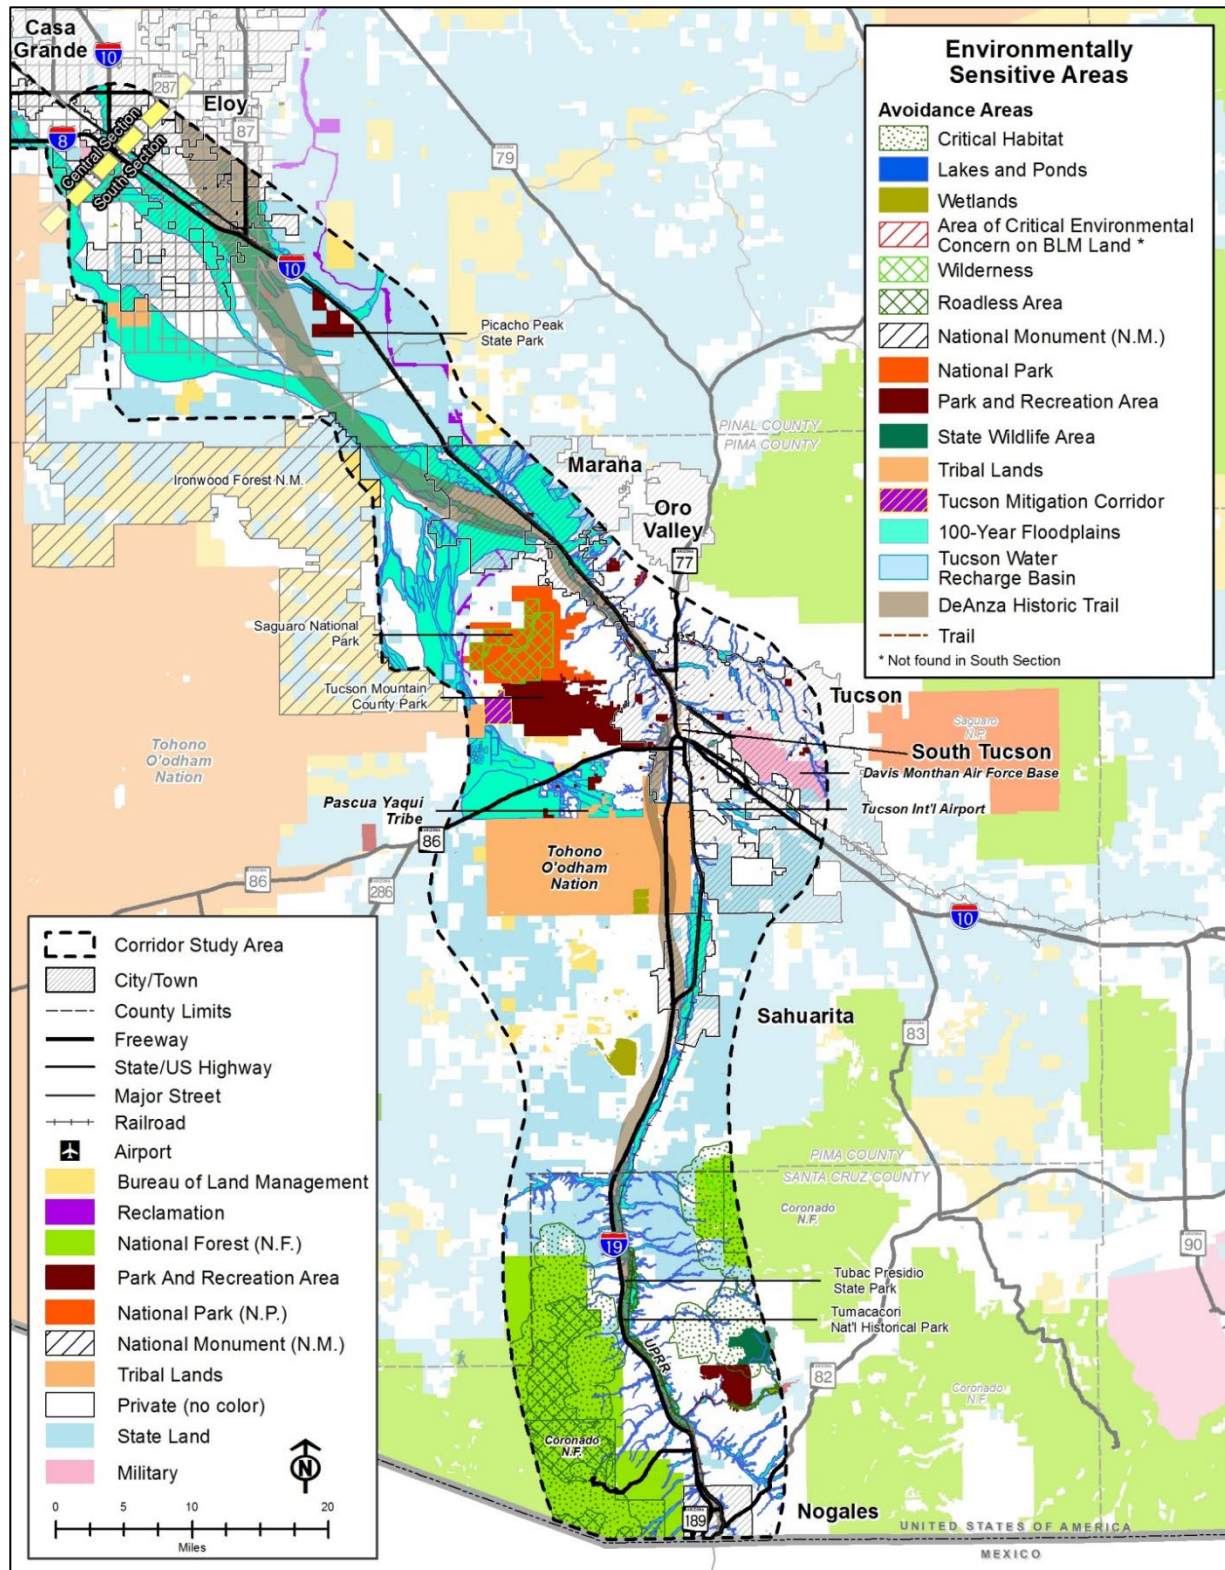 Casa
Grande
10
287
Eloy
87
8
Central Section
South Section
79
10
Picacho Peak
State Park
PINAL COUNTY
PIMA COUNTY
Marana
Ironwood Forest N.M.
Oro
Valley
77
Saguaro National
Park
Tucson Mountain
County Park
Tucson
Saguaro
N.P.
South Tucson
Davis Monthan Air Force Base
Tohono
O'odham
Nation
Pascua Yaqui
Tribe
Tucson Int'l Airport
86
Tohono
O'odham
Nation
86
286
10
Sahuarita
83
PIMA COUNTY
SANTA CRUZ COUNTY
Coronado
N.F.
19
90
Tubac Presidio
State Park
Tumacacori
Nat'l Historical Park
UPRR
82
Coronado
N.F.
Coronado
N.F.
Nogales
189
UNITED STATES OF AMERICA
MEXICO
Environmentally
Sensitive Areas
Avoidance Areas
Critical Habitat
Lakes and Ponds
Wetlands
Area of Critical Environmental
Concern on BLM Land *
Wilderness
Roadless Area
National Monument (N.M.)
National Park
Park and Recreation Area
State Wildlife Area
Tribal Lands
Tucson Mitigation Corridor
100-Year Floodplains
Tucson Water
Recharge Basin
DeAnza Historic Trail
Trail
* Not found in South Section
Corridor Study Area
City/Town
County Limits
Freeway
State/US Highway
Major Street
Railroad
Airport
Bureau of Land Management
Reclamation
National Forest (N.F.)
Park And Recreation Area
National Park (N.P.)
National Monument (N.M.)
Tribal Lands
Private (no color)
State Land
Military
N
0 5 10 20
Miles